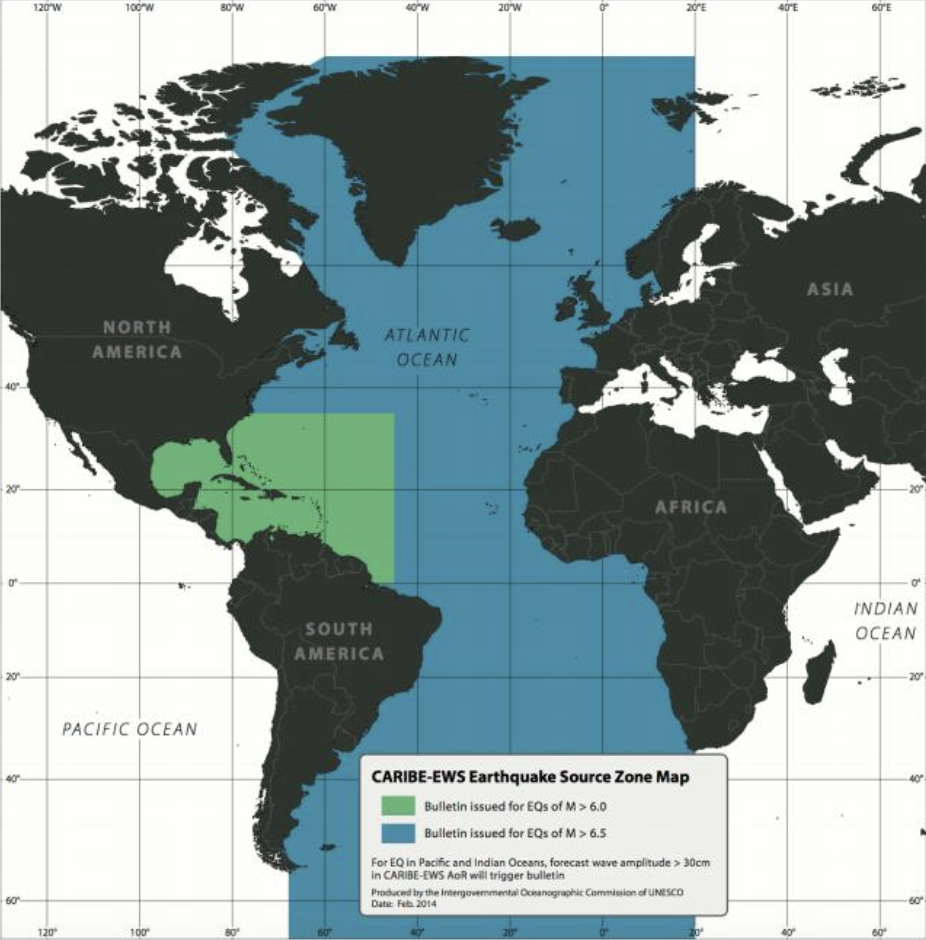 120°W 100°W 80°W 60°W 40°W 20°W 0° 20°E 40°E 60°E
ASIA
NORTH
AMERICA
ATLANTIC
OCEAN
40°
20° 20°
AFRICA
0° 0°
INDIAN
OCEAN
SOUTH
AMERICA
20° 20°
PACIFIC OCEAN
CARIBE-EWS Earthquake Source Zone Map
40° 40°
Bulletin issued for EQs of M > 6.0
Bulletin issued for EQs of M > 6.5
For EQ in Pacific and Indian Oceans, forecast wave amplitude > 30cm
in CARIBE-EWS AoR will trigger bulletin
Produced by the Intergovernmental Oceanographic Commission of UNESCO
Date: Feb. 2014
60° 60°
120° 100° 80° 60° 40° 20° 0° 20° 40° 60°